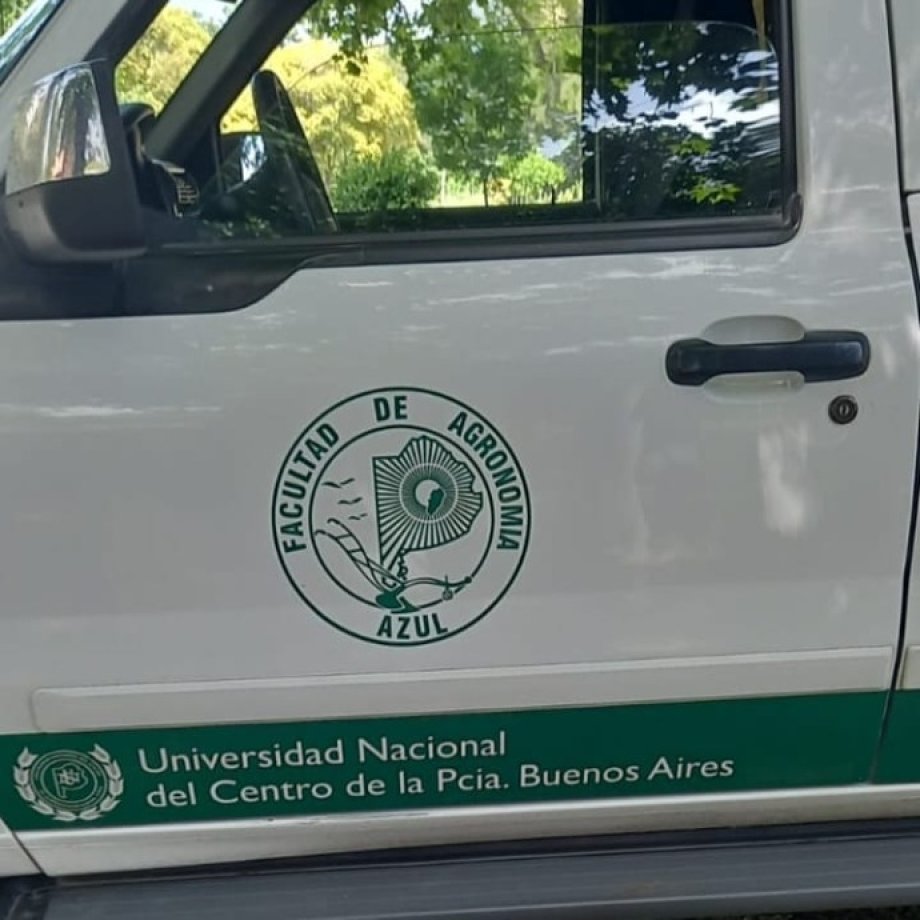 FACULTAD DE AGRONOMIA
AZUL
Universidad Nacional
del Centro de la Pcia. Buenos Aires